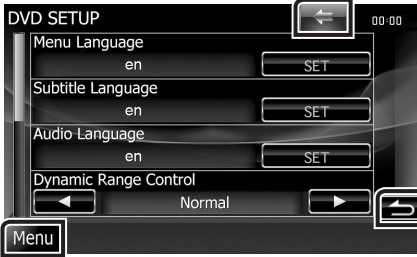 DVD SETUP
00:00
Menu Language
en
SET
Subtitle Language
en
SET
Audio Language
en
SET
Dynamic Range Control
Normal
Menu